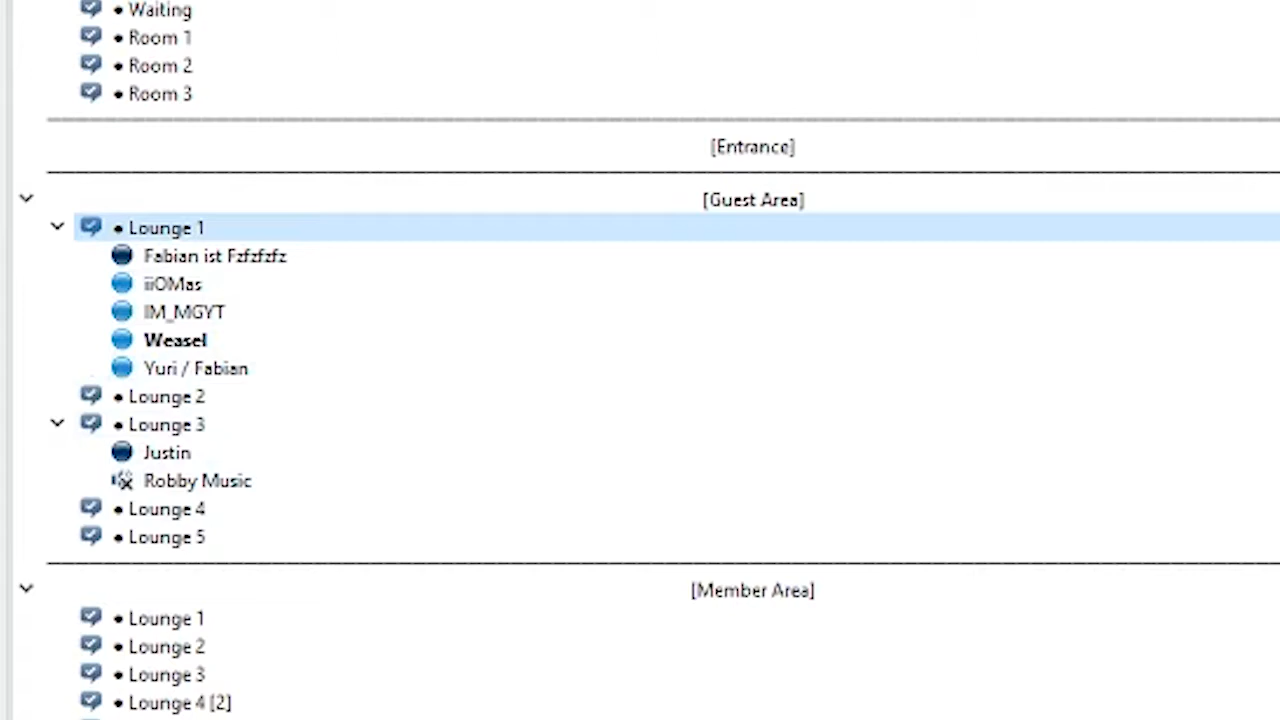 • Waiting
• Room 1
• Room 2
• Room 3
[Entrance]
[Guest Area]
• Lounge 1
Fabian ist Fzfzfzfz
iiOMas
IM_MGYT
Weasel
Yuri / Fabian
• Lounge 2
• Lounge 3
Justin
Robby Music
• Lounge 4
• Lounge 5
[Member Area]
• Lounge 1
• Lounge 2
• Lounge 3
• Lounge 4 [2]